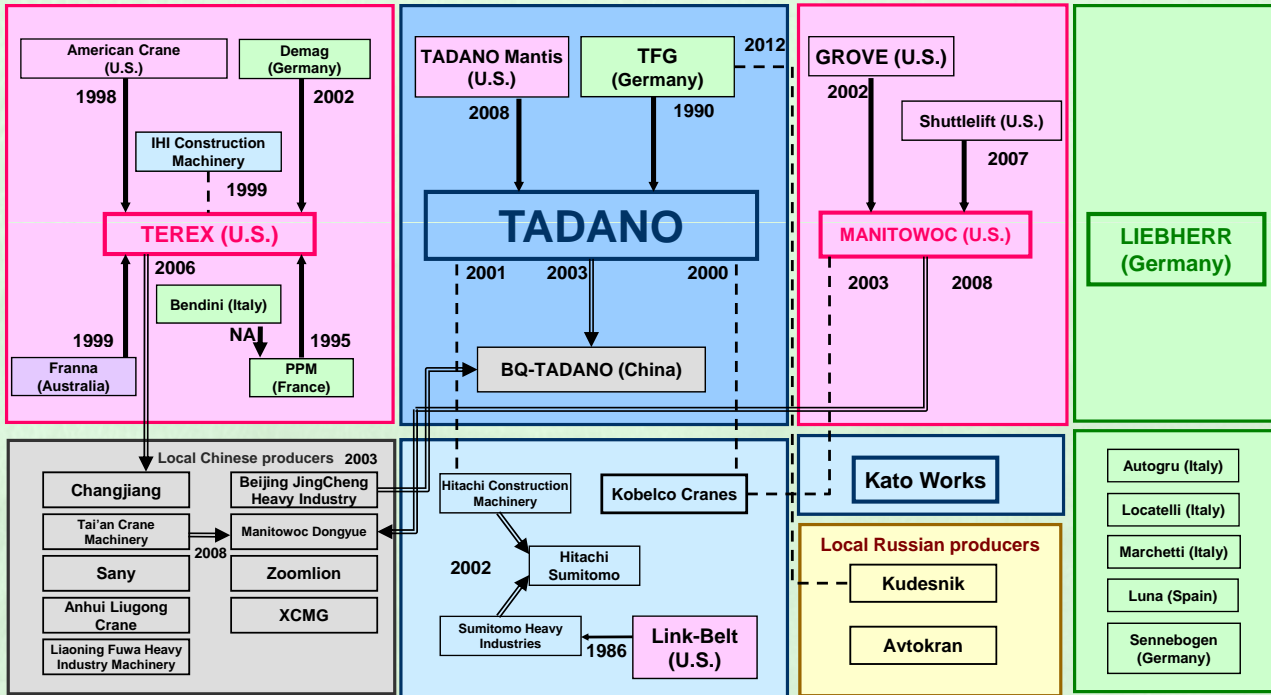 American Crane
(U.S.)
1998
Demag
(Germany)
2002
IHI Construction
Machinery
1999
TEREX (U.S.)
2006
Bendini (Italy)
NA
1999
1995
Franna
(Australia)
PPM
(France)
TADANO Mantis
(U.S.)
2008
TFG
(Germany)
1990
2012
TADANO
2001
2003
2000
BQ-TADANO (China)
GROVE (U.S.)
2002
Shuttlelift (U.S.)
2007
MANITOWOC (U.S.)
2003
2008
LIEBHERR
(Germany)
Local Chinese producers
2003
Changjiang
Beijing JingCheng
Heavy Industry
Tai'an Crane
Machinery
2008
Manitowoc Dongyue
Sany
Zoomlion
Anhui Liugong
Crane
XCMG
Liaoning Fuwa Heavy
Industry Machinery
Hitachi Construction
Machinery
Kobelco Cranes
2002
Hitachi
Sumitomo
Sumitomo Heavy
Industries
1986
Link-Belt
(U.S.)
Kato Works
Local Russian producers
Kudesnik
Avtokran
Autogru (Italy)
Locatelli (Italy)
Marchetti (Italy)
Luna (Spain)
Sennebogen
(Germany)